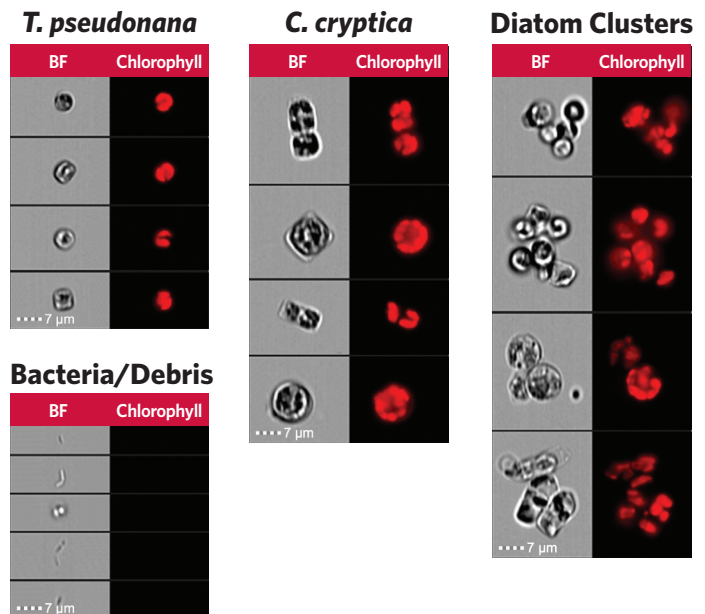 T. pseudonana
BF Chlorophyll
7 µm
Bacteria/Debris
BF Chlorophyll
7 µm
C. cryptica
BF Chlorophyll
7 µm
Diatom Clusters
BF Chlorophyll
7 µm